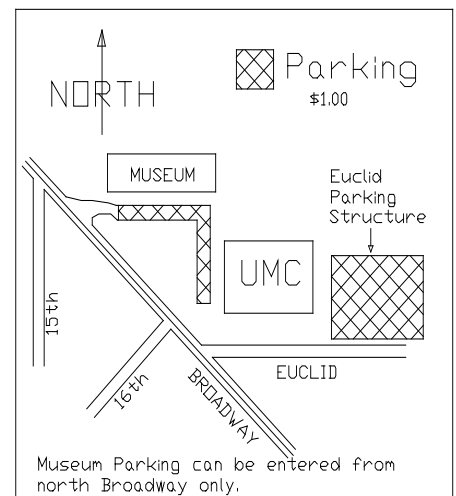 NORTH
Parking
$1.00
MUSEUM
Euclid
Parking
Structure
UMC
15th
16th
BROADWAY
EUCLID
Museum Parking can be entered from
north Broadway only.